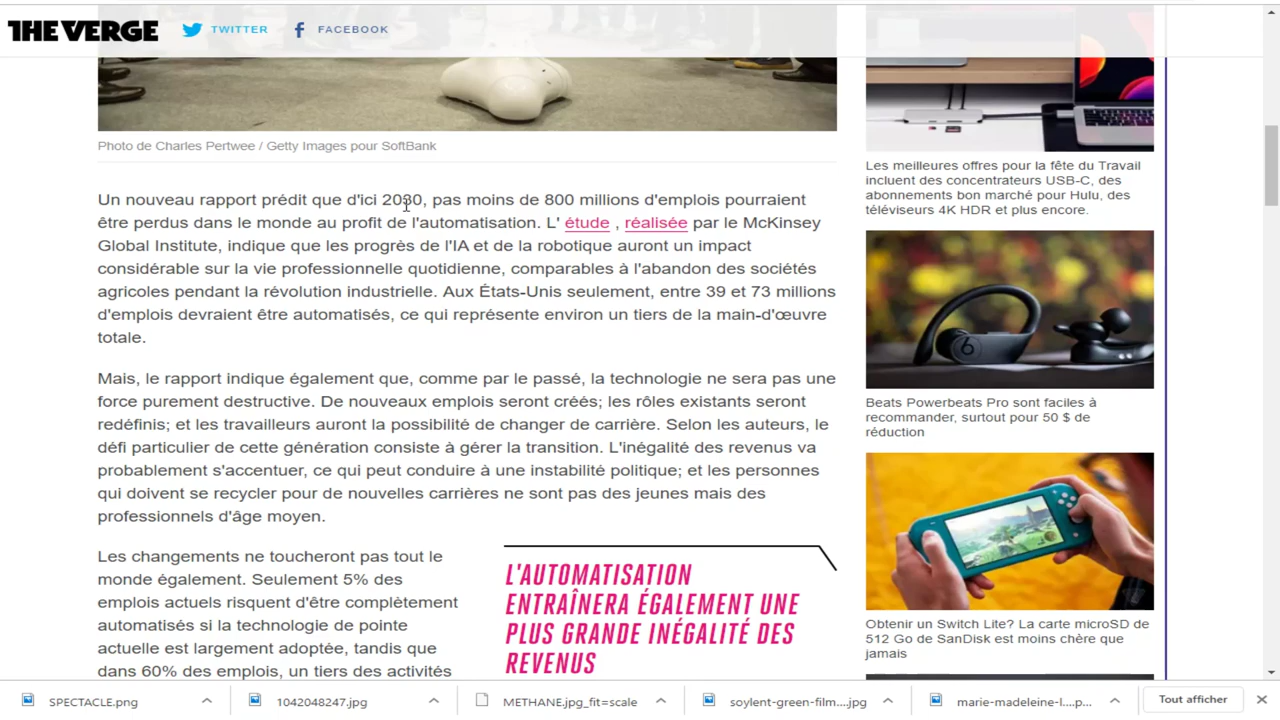 THE VERGE
TWITTER
FACEBOOK
Photo de Charles Pertwee / Getty Images pour SoftBank
Un nouveau rapport prédit que d'ici 2030, pas moins de 800 millions d'emplois pourraient
être perdus dans le monde au profit de l'automatisation. L' étude , réalisée par le McKinsey
Global Institute, indique que les progrès de l'IA et de la robotique auront un impact
considérable sur la vie professionnelle quotidienne, comparables à l'abandon des sociétés
agricoles pendant la révolution industrielle. Aux États-Unis seulement, entre 39 et 73 millions
d'emplois devraient être automatisés, ce qui représente environ un tiers de la main-d'œuvre
totale.
Mais, le rapport indique également que, comme par le passé, la technologie ne sera pas une
force purement destructive. De nouveaux emplois seront créés; les rôles existants seront
redéfinis; et les travailleurs auront la possibilité de changer de carrière. Selon les auteurs, le
défi particulier de cette génération consiste à gérer la transition. L'inégalité des revenus va
probablement s'accentuer, ce qui peut conduire à une instabilité politique; et les personnes
qui doivent se recycler pour de nouvelles carrières ne sont pas des jeunes mais des
professionnels d'âge moyen.
Les changements ne toucheront pas tout le
monde également. Seulement 5% des
emplois actuels risquent d'être complètement
automatisés si la technologie de pointe
actuelle est largement adoptée, tandis que
dans 60% des emplois, un tiers des activités
L'AUTOMATISATION
ENTRAÎNERA ÉGALEMENT UNE
PLUS GRANDE INÉGALITÉ DES
REVENUS
Les meilleures offres pour la fête du Travail
incluent des concentrateurs USB-C, des
abonnements bon marché pour Hulu, des
téléviseurs 4K HDR et plus encore.
Beats Powerbeats Pro sont faciles à
recommander, surtout pour 50 $ de
réduction
Obtenir un Switch Lite? La carte microSD de
512 Go de SanDisk est moins chère que
jamais
SPECTACLE.png
1042048247.jpg
METHANE.jpg_fit=scale
soylent-green-film....jpg
marie-madeleine-l....p...
Tout afficher